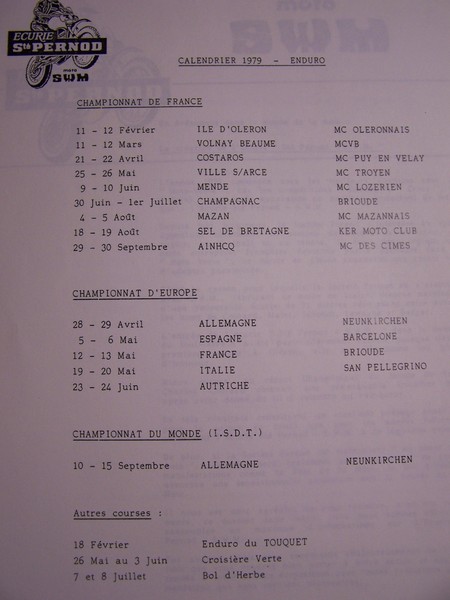 ECURIE
Sté PERNOD
moto
SWM
CALENDRIER 1979 - ENDURO
CHAMPIONNAT DE FRANCE
11 - 12 Février ILE D'OLERON MC OLERONNAIS
11 - 12 Mars VOLNAY BEAUME MCVB
21 - 22 Avril COSTAROS MC PUY EN VELAY
25 - 26 Mai VILLE S/ARCE MC TROYEN
9 - 10 Juin MENDE MC LOZERIEN
30 Juin - 1er Juillet CHAMPAGNAC BRIOUDE
4 - 5 Août MAZAN MC MAZANNAIS
18 - 19 Août SEL DE BRETAGNE KER MOTO CLUB
29 - 30 Septembre A1NHCQ MC DES CIMES
CHAMPIONNAT D'EUROPE
28 - 29 Avril ALLEMAGNE NEUNKIRCHEN
5 - 6 Mai ESPAGNE BARCELONE
12 - 13 Mai FRANCE BRIOUDE
19 - 20 Mai ITALIE SAN PELLEGRINO
23 - 24 Juin AUTRICHE
CHAMPIONNAT DU MONDE (I.S.D.T.)
10 - 15 Septembre ALLEMAGNE NEUNKIRCHEN
Autres courses :
18 Février Enduro du TOUQUET
26 Mai au 3 Juin Croisière Verte
7 et 8 Juillet Bol d'Herbe